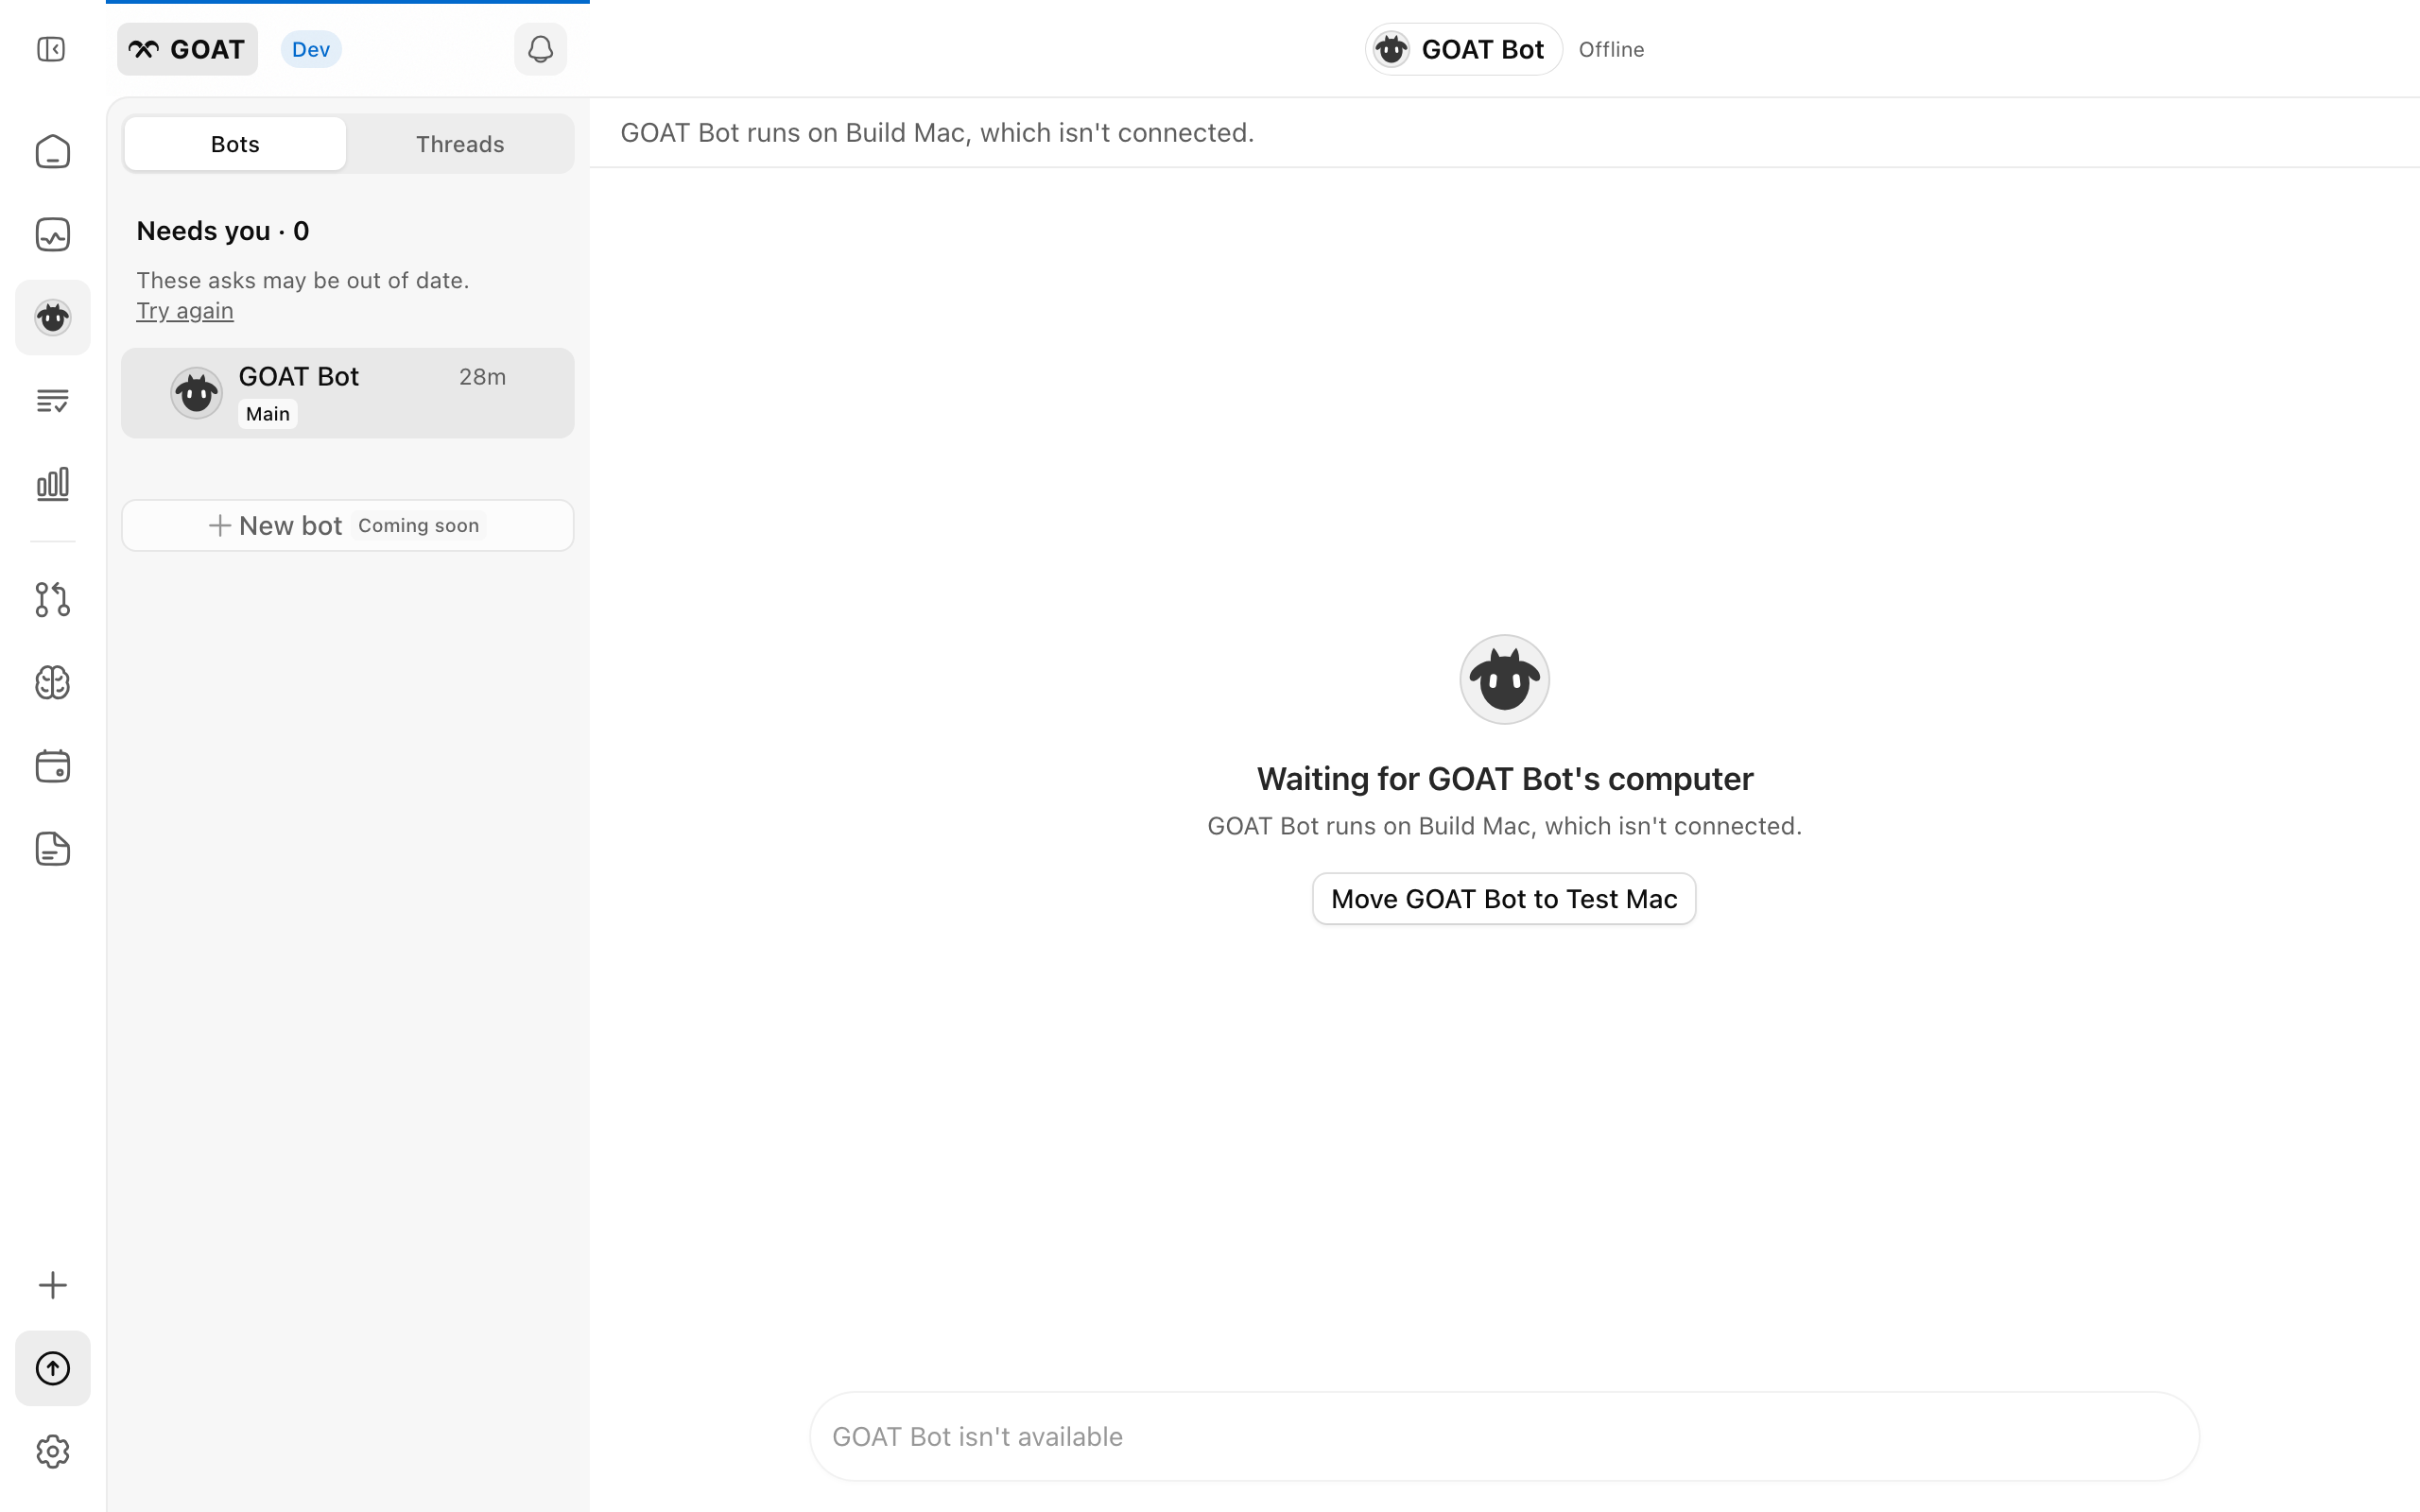 GOAT
Dev
GOAT Bot
Offline
Bots
Threads
GOAT Bot runs on Build Mac, which isn't connected.
Needs you · 0
These asks may be out of date.
Try again
GOAT Bot
28m
Main
New bot
Coming soon
Waiting for GOAT Bot's computer
GOAT Bot runs on Build Mac, which isn't connected.
Move GOAT Bot to Test Mac
GOAT Bot isn't available